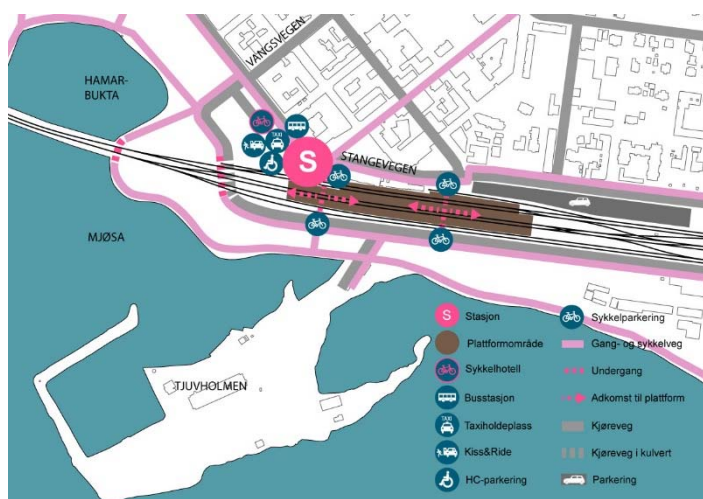 VANGSVEGEN
HAMAR-
BUKTA
TAXI
S
STANGEVEGEN
MJØSA
TJUVHOLMEN
S Stasjon
Plattformområde
Sykkelhotell
Busstasjon
TAXI Taxiholdeplass
Kiss&Ride
HC-parkering
Sykkelparkering
Gang- og sykkelveg
Undergang
Adkomst til plattform
Kjøreveg
Kjøreveg i kulvert
Parkering